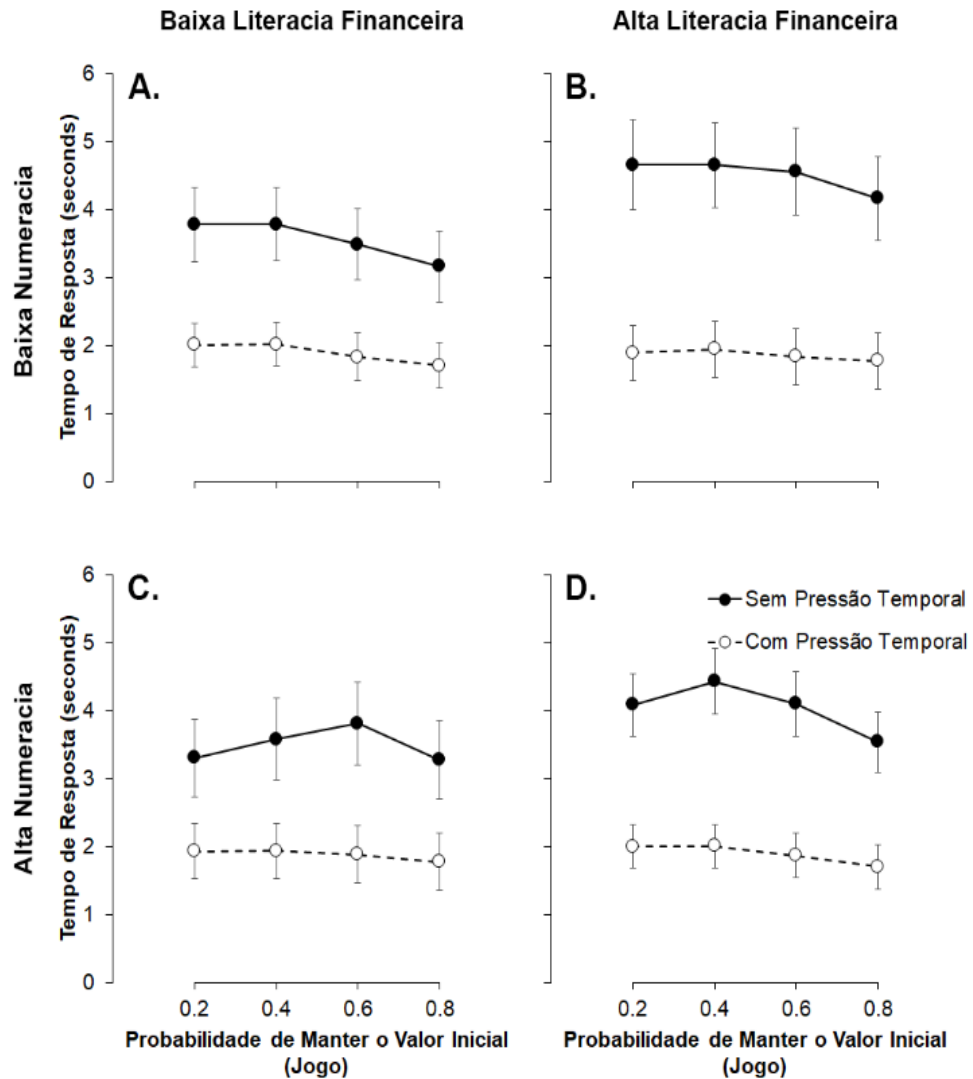 Baixa Literacia Financeira
Alta Literacia Financeira
Baixa Numeracia
Tempo de Resposta (seconds)
A.
6
5
4
3
2
1
0
B.
Alta Numeracia
Tempo de Resposta (seconds)
C.
6
5
4
3
2
1
0
0.2 0.4 0.6 0.8
Probabilidade de Manter o Valor Inicial
(Jogo)
D.
Sem Pressão Temporal
Com Pressão Temporal
0.2 0.4 0.6 0.8
Probabilidade de Manter o Valor Inicial
(Jogo)